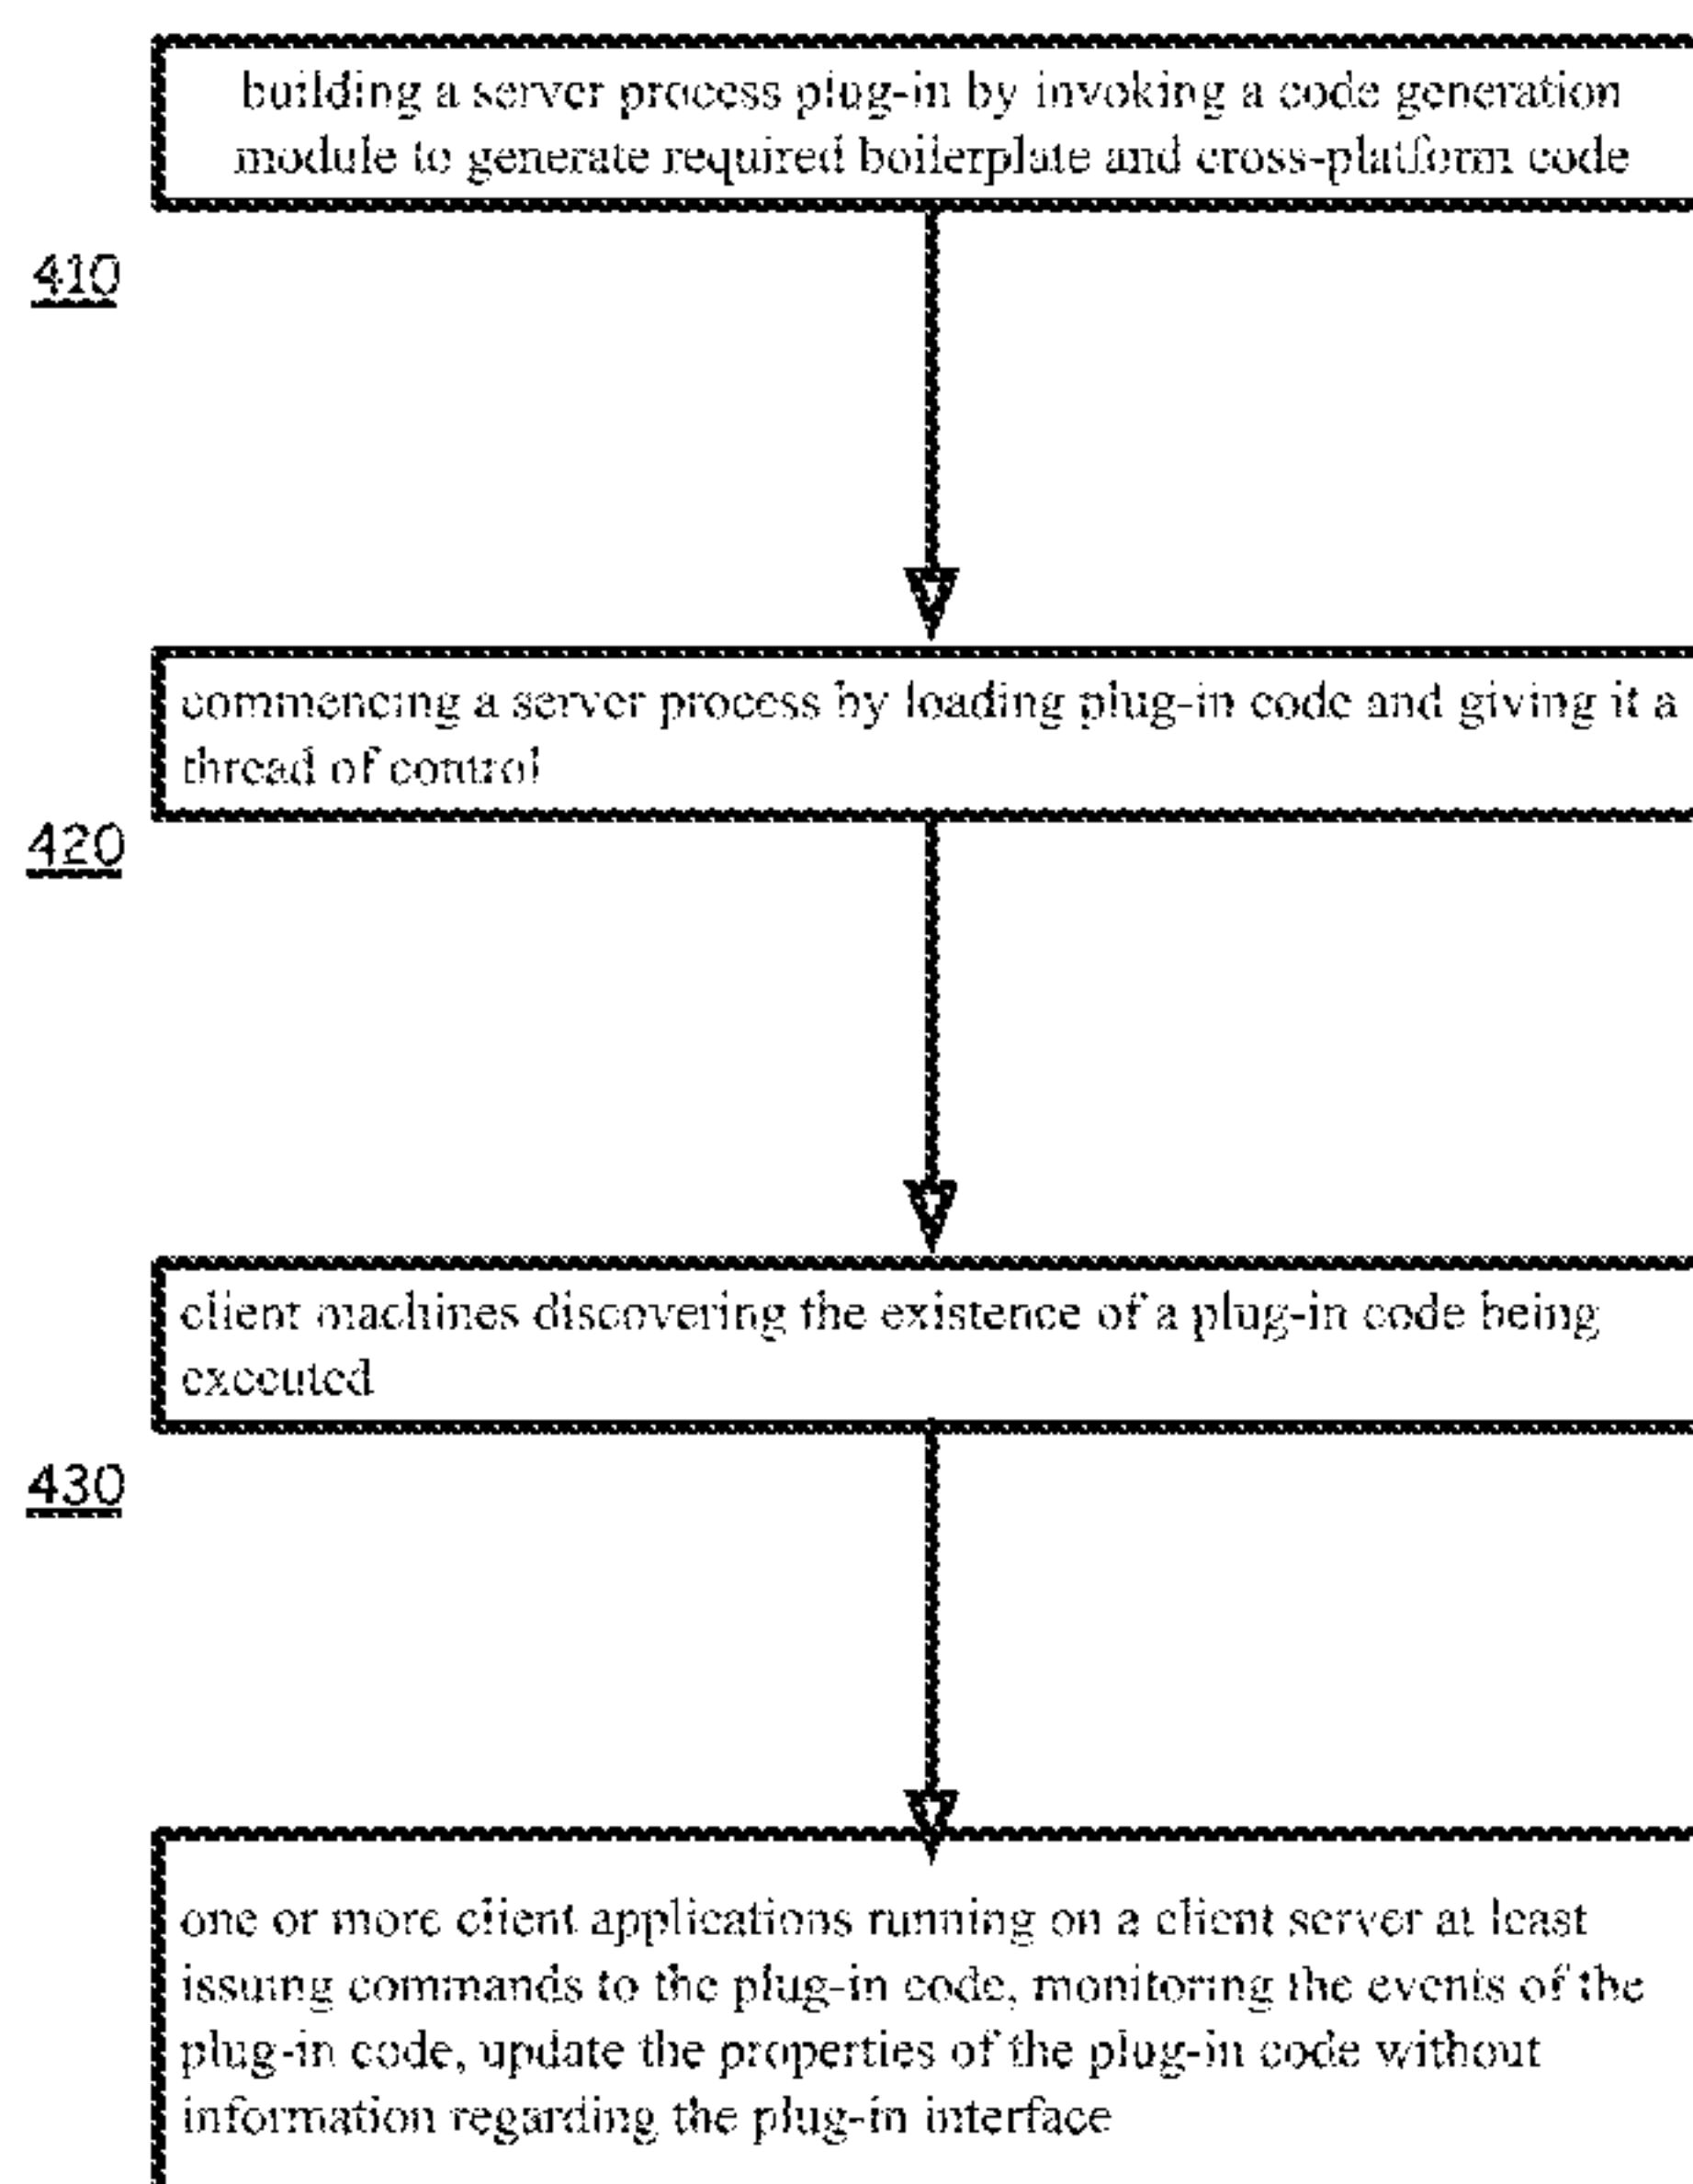 building a server process plug-in by invoking a code generation
module to generate required boilerplate and cross-platform code
410
commencing a server process by loading plug-in code and giving it a
thread of control
420
client machines discovering the existence of a plug-in code being
executed
430
one or more client applications running on a client server at least
issuing commands to the plug-in code, monitoring the events of the
plug-in code, update the properties of the plug-in code without
information regarding the plug-in interface